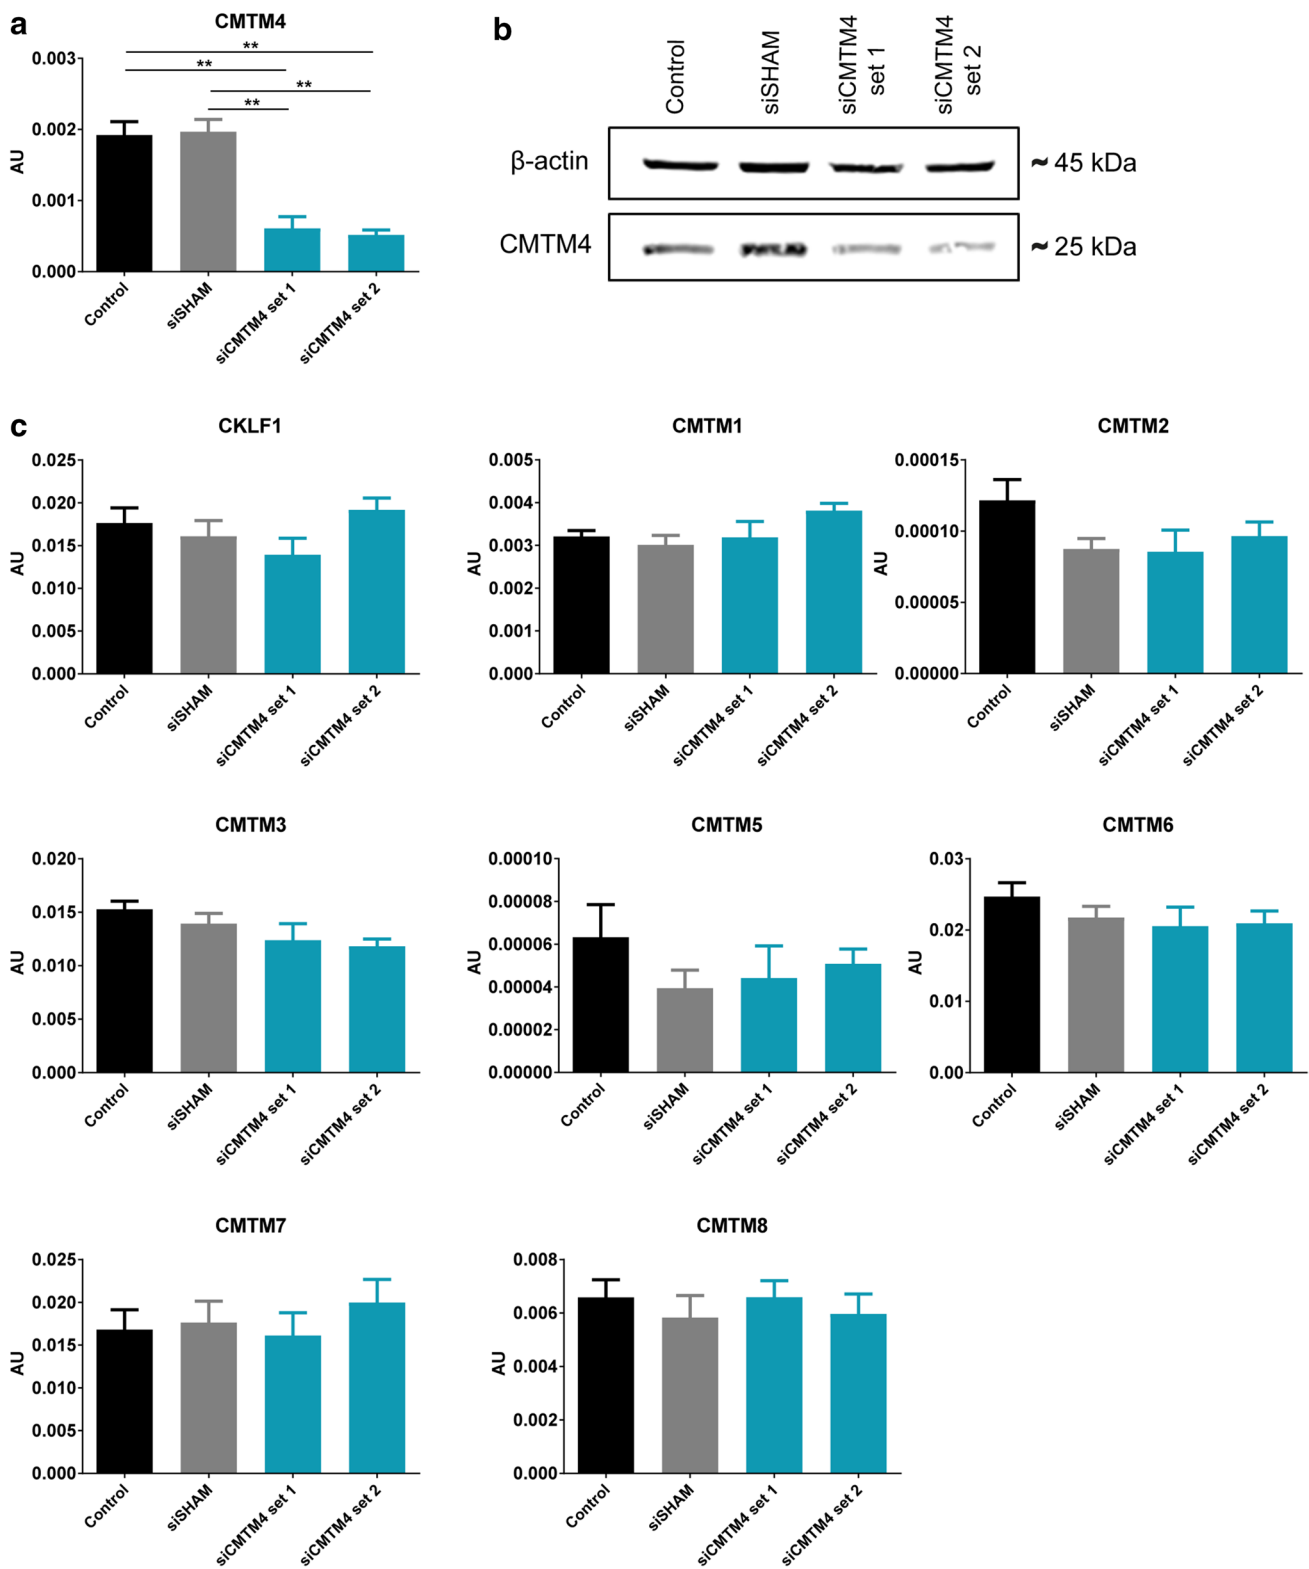 a
CMTM4
**
**
**
**
0.003
0.002
0.001
0.000
AU
Control
siSHAM
siCMTM4 set 1
siCMTM4 set 2
b
Control
siSHAM
siCMTM4
set 1
siCMTM4
set 2
β-actin
≈ 45 kDa
CMTM4
≈ 25 kDa
c
CKLF1
0.025
0.020
0.015
0.010
0.005
0.000
AU
Control
siSHAM
siCMTM4 set 1
siCMTM4 set 2
CMTM1
0.005
0.004
0.003
0.002
0.001
0.000
AU
Control
siSHAM
siCMTM4 set 1
siCMTM4 set 2
CMTM2
0.00015
0.00010
0.00005
0.00000
AU
Control
siSHAM
siCMTM4 set 1
siCMTM4 set 2
CMTM3
0.020
0.015
0.010
0.005
0.000
AU
Control
siSHAM
siCMTM4 set 1
siCMTM4 set 2
CMTM5
0.00010
0.00008
0.00006
0.00004
0.00002
0.00000
AU
Control
siSHAM
siCMTM4 set 1
siCMTM4 set 2
CMTM6
0.03
0.02
0.01
0.00
AU
Control
siSHAM
siCMTM4 set 1
siCMTM4 set 2
CMTM7
0.025
0.020
0.015
0.010
0.005
0.000
AU
Control
siSHAM
siCMTM4 set 1
siCMTM4 set 2
CMTM8
0.008
0.006
0.004
0.002
0.000
AU
Control
siSHAM
siCMTM4 set 1
siCMTM4 set 2